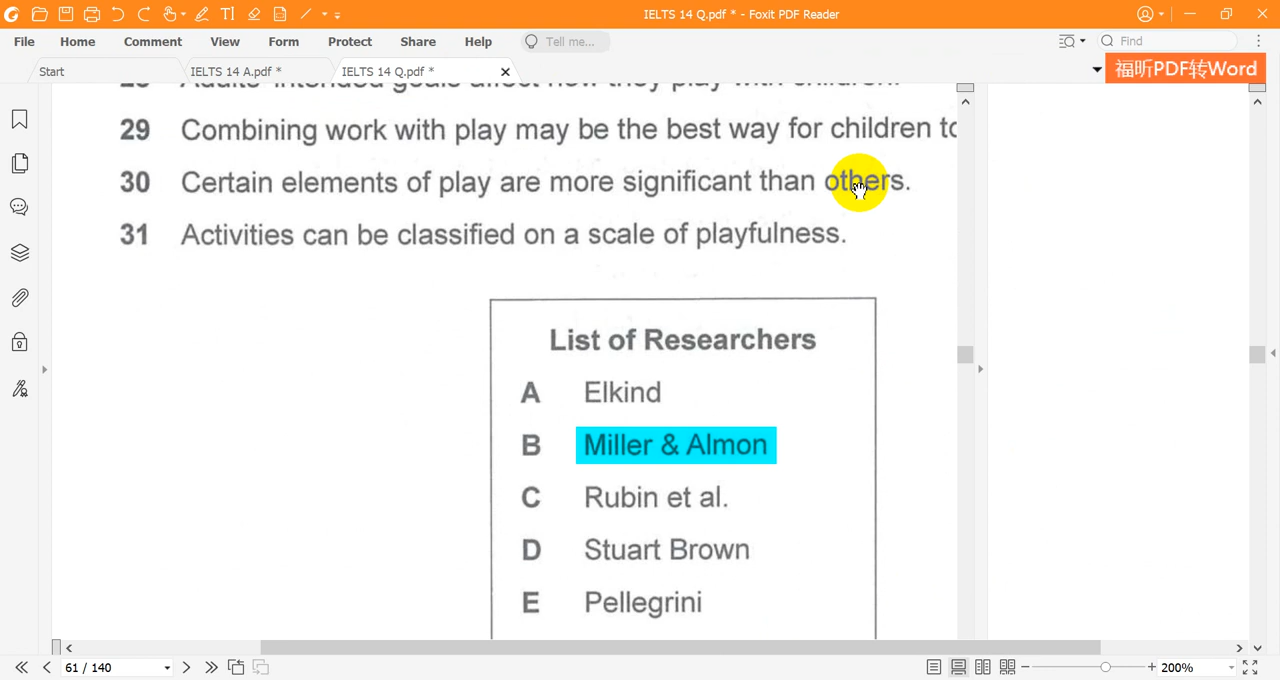 IELTS 14 Q.pdf * - Foxit PDF Reader
File Home Comment View Form Protect Share Help Tell me... Find
Start IELTS 14 A.pdf * IELTS 14 Q.pdf * 福昕PDF转Word
29 Combining work with play may be the best way for children to
30 Certain elements of play are more significant than others.
31 Activities can be classified on a scale of playfulness.
List of Researchers
A Elkind
B Miller & Almon
C Rubin et al.
D Stuart Brown
E Pellegrini
61 / 140 200%